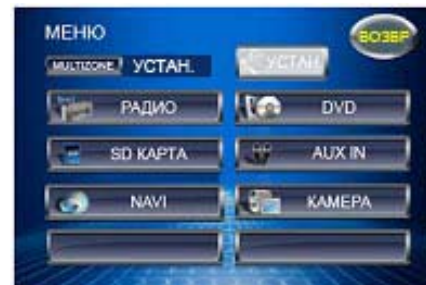 МЕНЮ ВОЗВР
MULTIZONE УСТАН. УСТАН
РАДИО DVD
SD КАРТА AUX IN
NAVI КАМЕРА